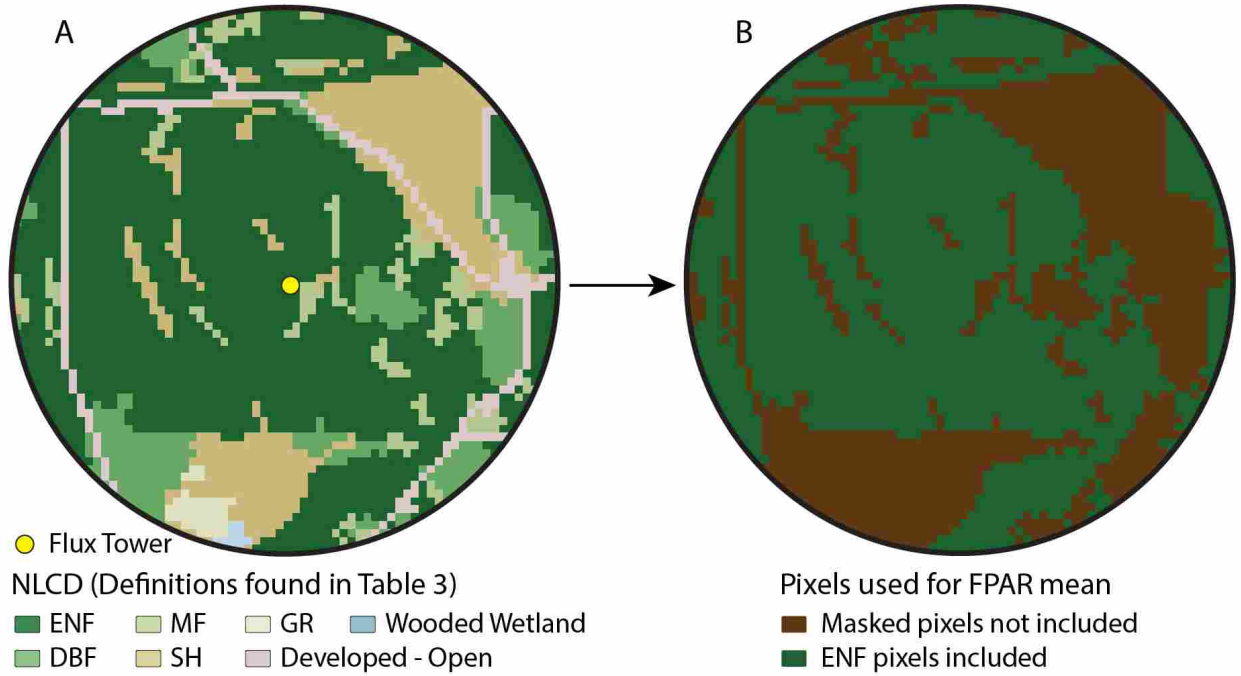 A
B
Flux Tower
NLCD (Definitions found in Table 3)
ENF MF GR Wooded Wetland
DBF SH Developed - Open
Pixels used for FPAR mean
Masked pixels not included
ENF pixels included